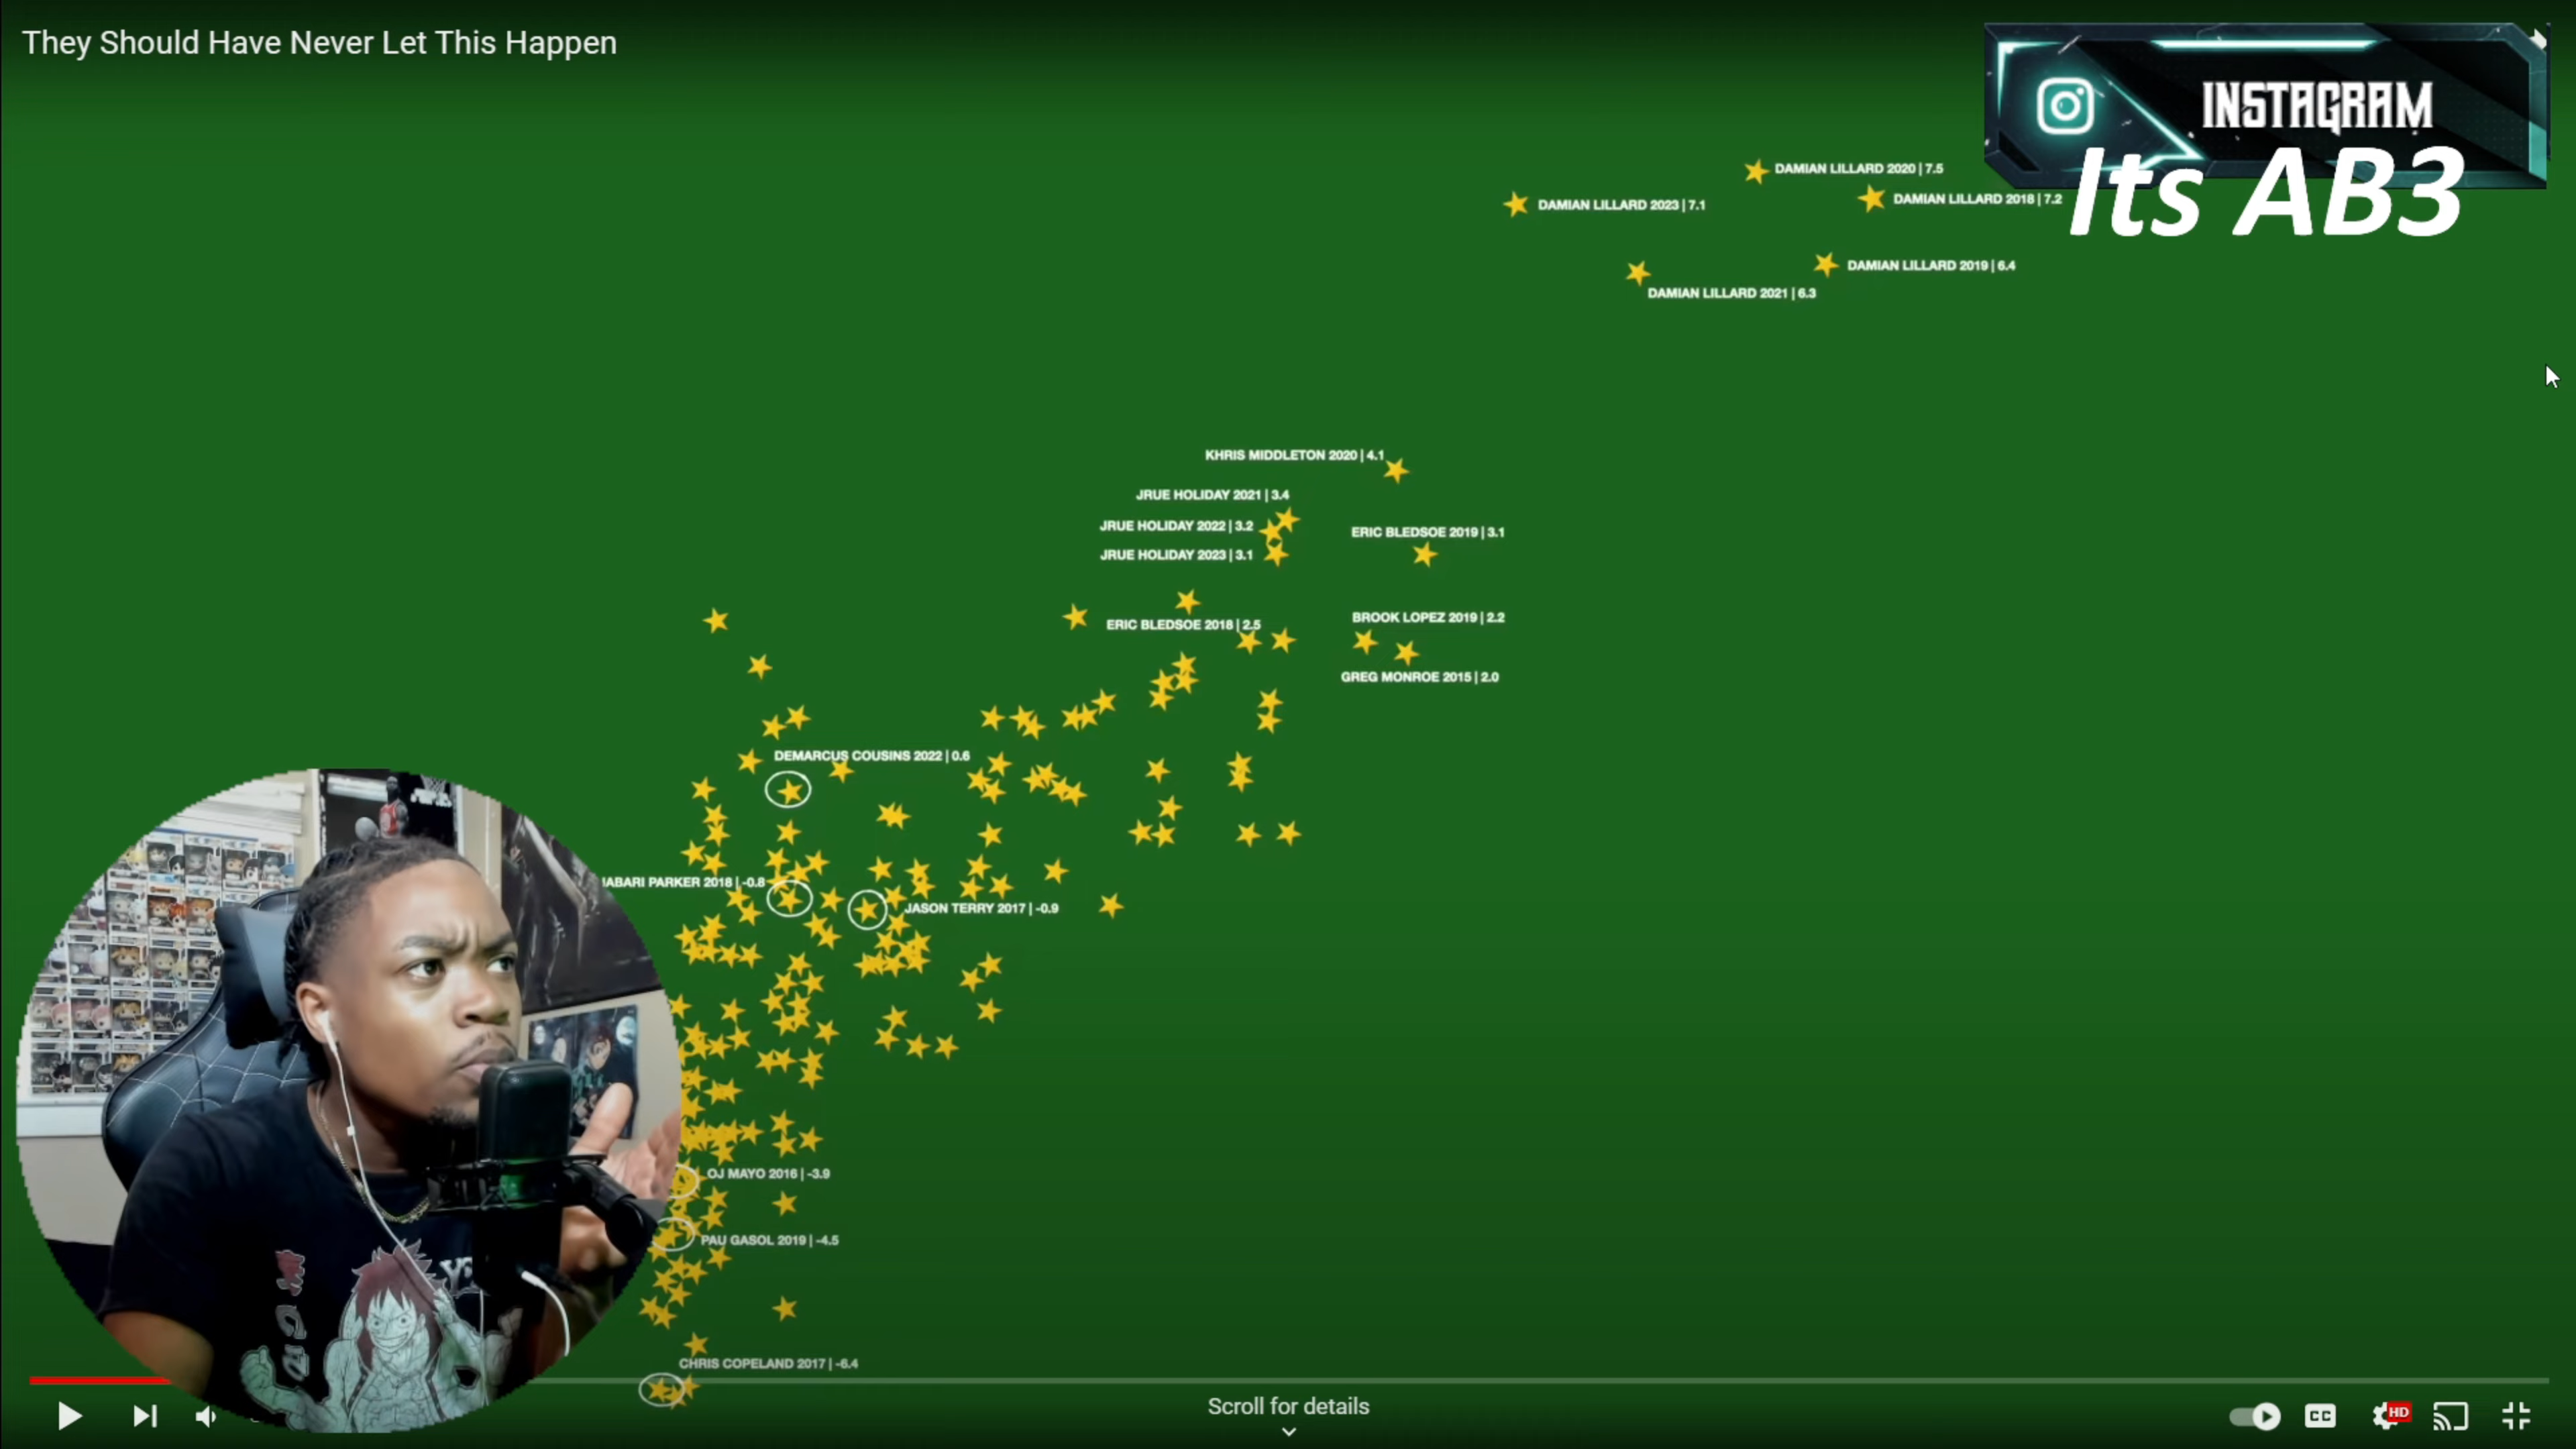 They Should Have Never Let This Happen
INSTAGRAM
Its AB3
DAMIAN LILLARD 2020 | 7.5
DAMIAN LILLARD 2018 | 7.2
DAMIAN LILLARD 2023 | 7.1
DAMIAN LILLARD 2019 | 6.4
DAMIAN LILLARD 2021 | 6.3
KHRIS MIDDLETON 2020 | 4.1
JRUE HOLIDAY 2021 | 3.4
JRUE HOLIDAY 2022 | 3.2
ERIC BLEDSOE 2019 | 3.1
JRUE HOLIDAY 2023 | 3.1
BROOK LOPEZ 2019 | 2.2
ERIC BLEDSOE 2018 | 2.5
GREG MONROE 2015 | 2.0
DEMARCUS COUSINS 2022 | 0.6
JABARI PARKER 2018 | -0.8
JASON TERRY 2017 | -0.9
OJ MAYO 2016 | -3.9
PAU GASOL 2019 | -4.5
CHRIS COPELAND 2017 | -6.4
Scroll for details
CC
HD